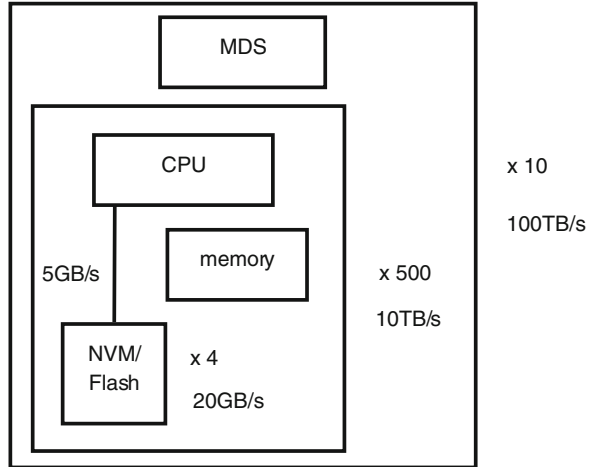 MDS
CPU
x 10
100TB/s
memory
5GB/s
x 500
10TB/s
NVM/
Flash
x 4
20GB/s